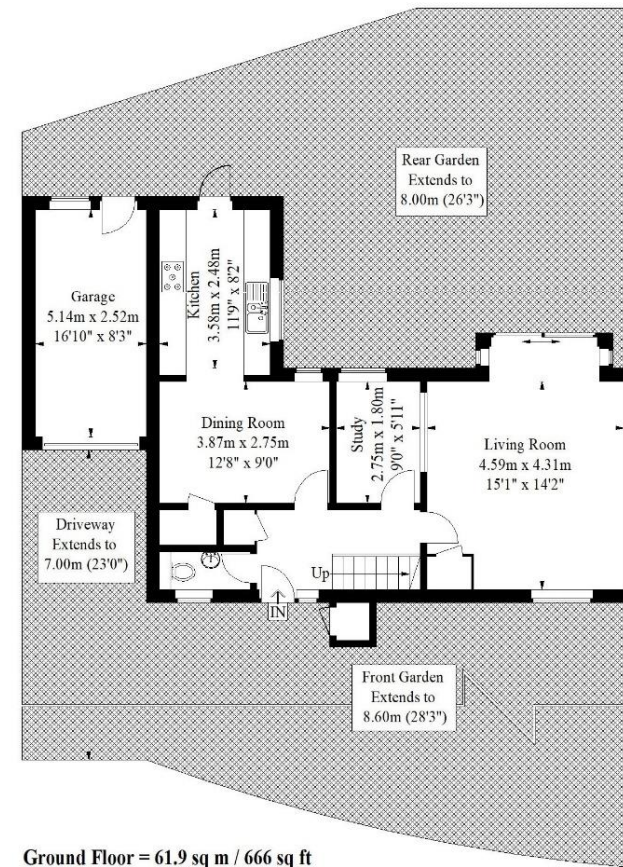 Rear Garden
Extends to
8.00m (26'3")
Garage
5.14m x 2.52m
16'10" x 8'3"
Kitchen
3.58m x 2.48m
11'9" x 8'2"
Dining Room
3.87m x 2.75m
12'8" x 9'0"
Study
2.75m x 1.80m
9'0" x 5'11"
Living Room
4.59m x 4.31m
15'1" x 14'2"
Driveway
Extends to
7.00m (23'0")
Up
IN
Front Garden
Extends to
8.60m (28'3")
Ground Floor = 61.9 sq m / 666 sq ft